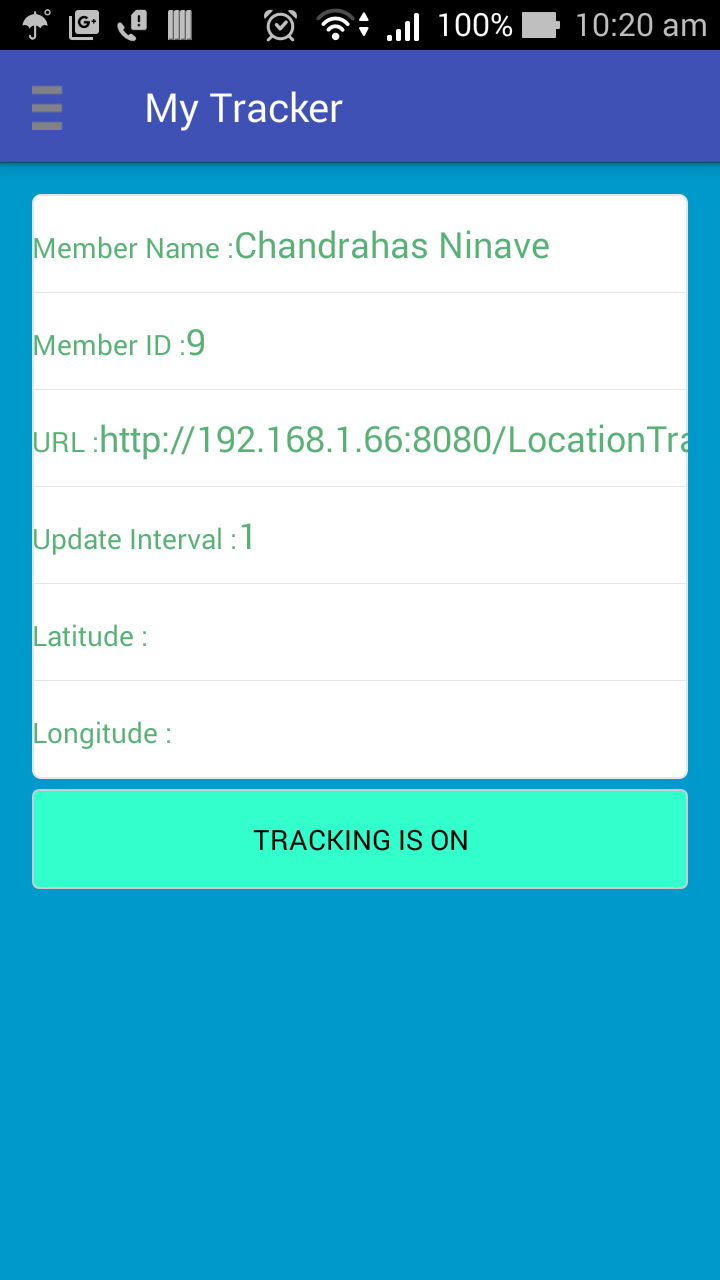 100% 10:20 am
My Tracker
Member Name :Chandrahas Ninave
Member ID :9
URL :http://192.168.1.66:8080/LocationTra
Update Interval :1
Latitude :
Longitude :
TRACKING IS ON